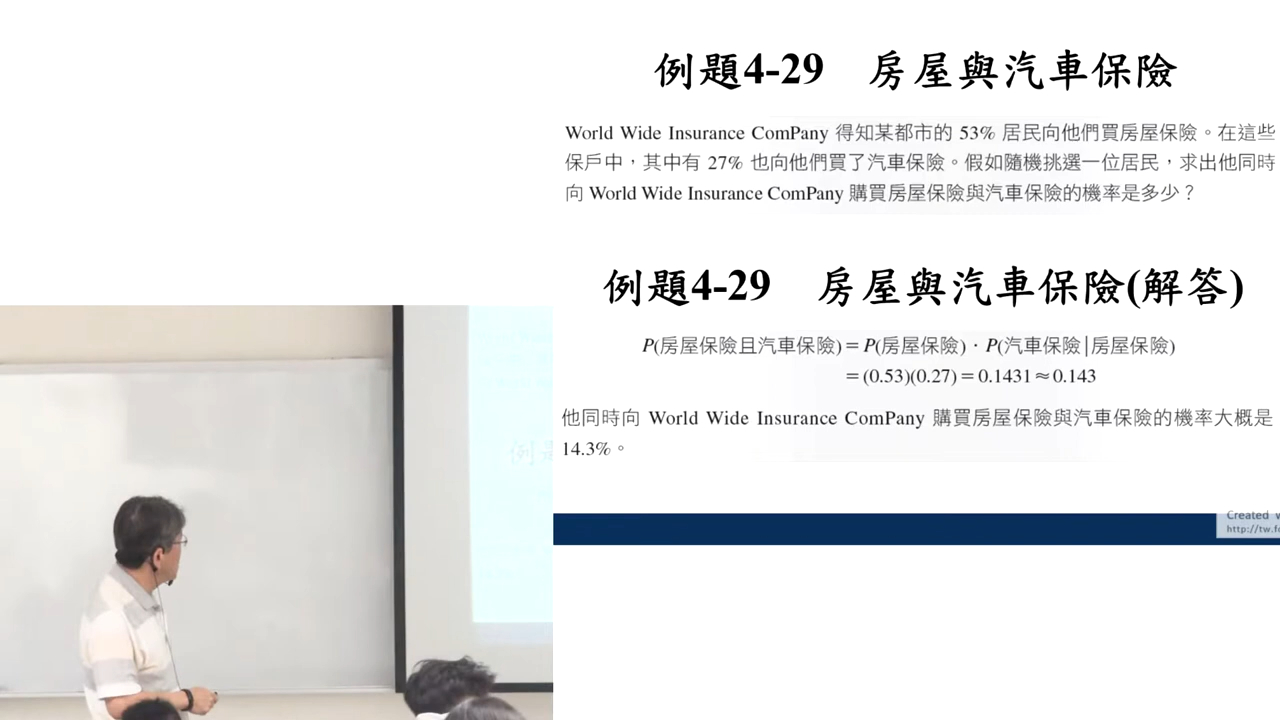 例題4-29 房屋與汽車保險
World Wide Insurance ComPany 得知某都市的 53% 居民向他們買房屋保險。在這些
保戶中，其中有 27% 也向他們買了汽車保險。假如隨機挑選一位居民，求出他同時
向 World Wide Insurance ComPany 購買房屋保險與汽車保險的機率是多少？
例題4-29 房屋與汽車保險(解答)
P(房屋保險且汽車保險)＝P(房屋保險)．P(汽車保險|房屋保險)
＝(0.53)(0.27)＝0.1431≈0.143
他同時向 World Wide Insurance ComPany 購買房屋保險與汽車保險的機率大概是
14.3%。
Created
http://tw.fo
例